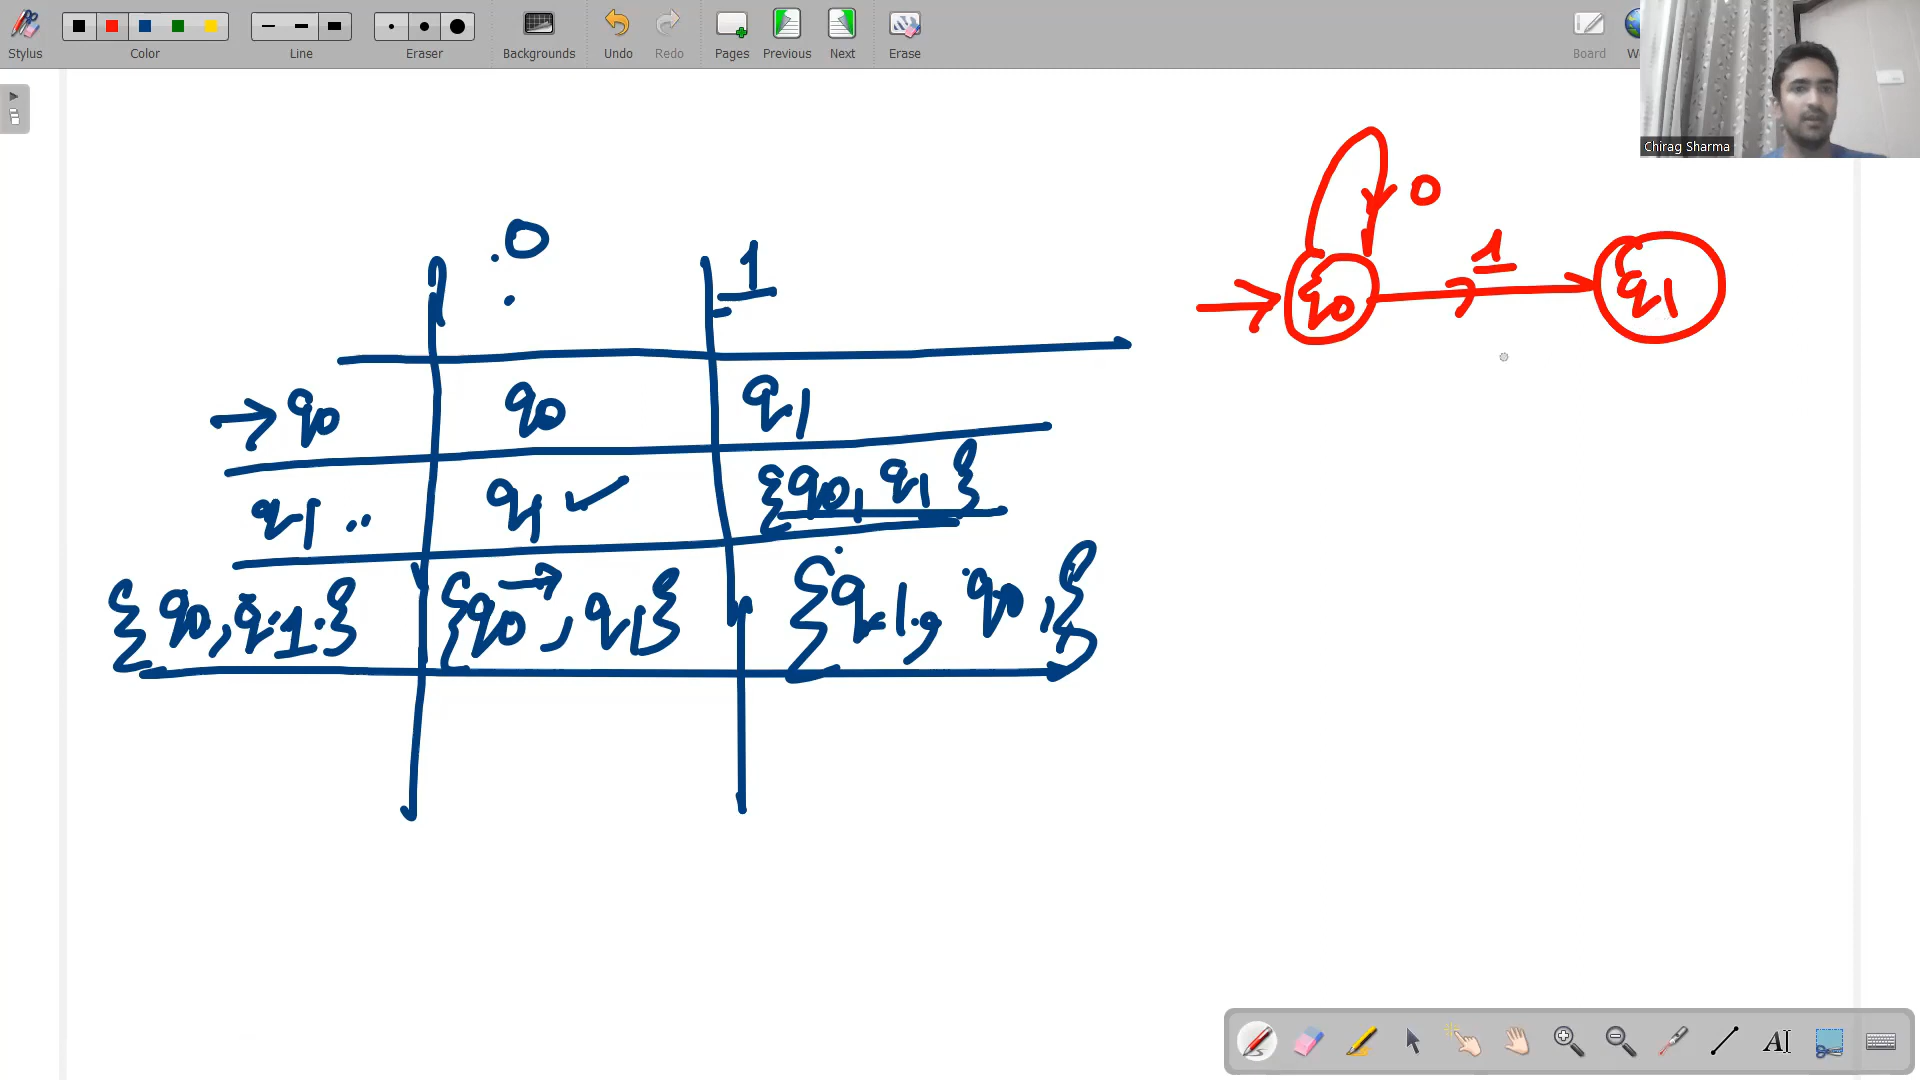 Stylus Color Line Eraser Backgrounds Undo Redo Pages Previous Next Erase Board
Chirag Sharma
0 1
→ q0 q0 q1
q1 q1 ✓ {q0, q1}
{q0, q1} {q0, q1} {q1, q0,}
0
1
→ q0 q1